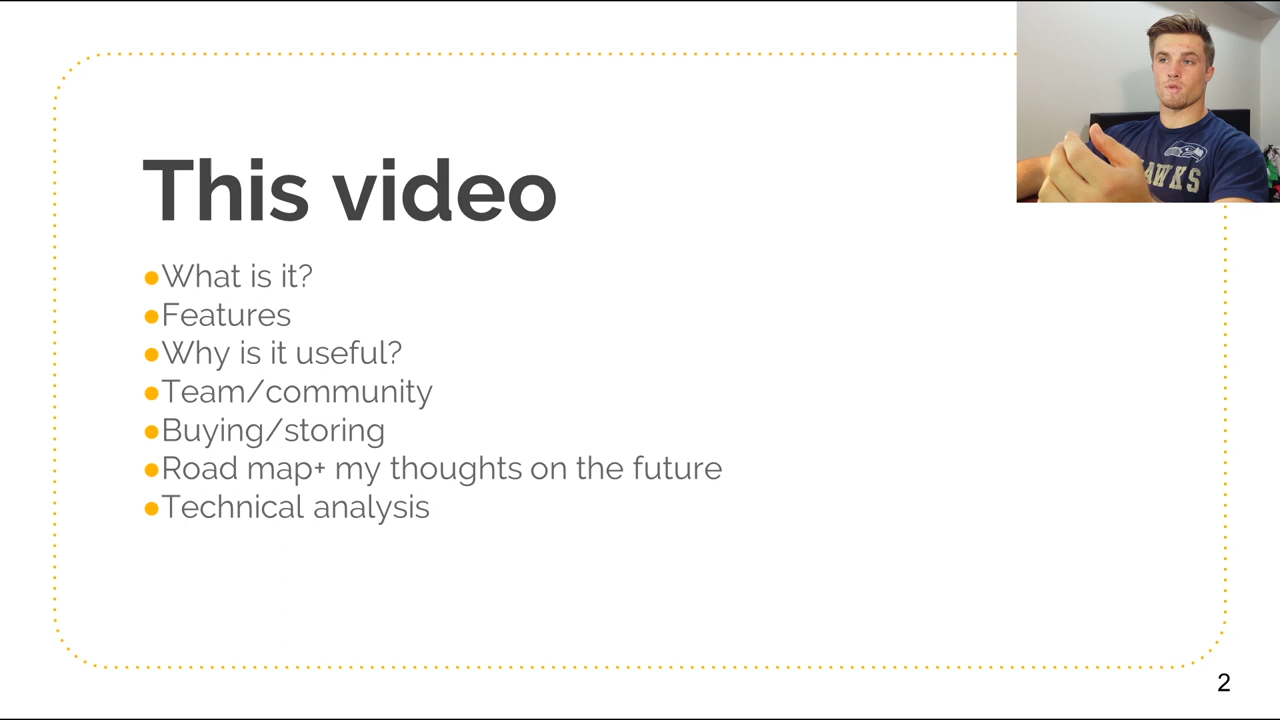 This video
●What is it?
●Features
●Why is it useful?
●Team/community
●Buying/storing
●Road map+ my thoughts on the future
●Technical analysis
AWKS
2